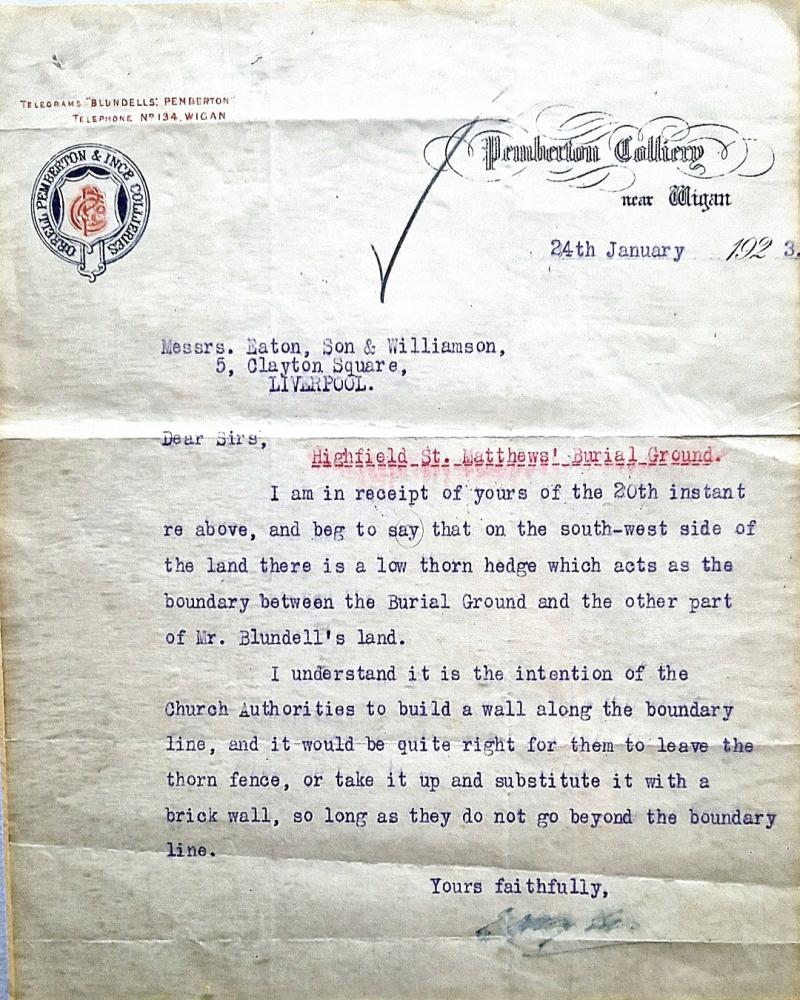 TELEGRAMS "BLUNDELLS", PEMBERTON"
TELEPHONE Nº 134, WIGAN
ORRELL PEMBERTON & INCE COLLIERIES
Pemberton Colliery
near Wigan
24th January 1923.
Messrs. Eaton, Son & Williamson,
5, Clayton Square,
LIVERPOOL.
Dear Sirs,
Highfield St. Matthews' Burial Ground.
I am in receipt of yours of the 20th instant
re above, and beg to say that on the south-west side of
the land there is a low thorn hedge which acts as the
boundary between the Burial Ground and the other part
of Mr. Blundell's land.
I understand it is the intention of the
Church Authorities to build a wall along the boundary
line, and it would be quite right for them to leave the
thorn fence, or take it up and substitute it with a
brick wall, so long as they do not go beyond the boundary
line.
Yours faithfully,